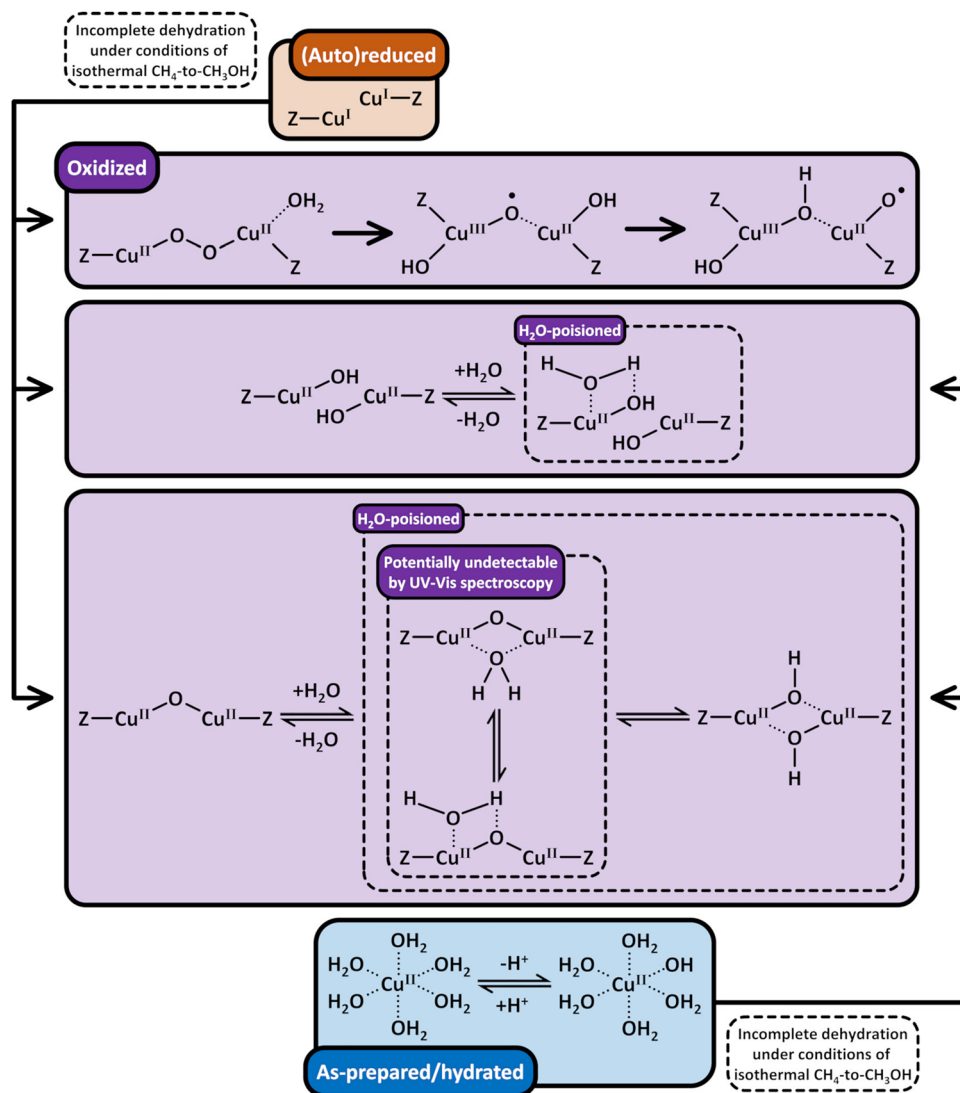 Incomplete dehydration
under conditions of
isothermal CH₄-to-CH₃OH
(Auto)reduced
Cuᴵ—Z
Z—Cuᴵ
Oxidized
Z Cuᴵᴵ O O Cuᴵᴵ OH₂ Z
Z HO Cuᴵᴵᴵ O • Cuᴵᴵ OH Z
Z HO Cuᴵᴵᴵ O H Cuᴵᴵ O • Z
H₂O-poisioned
Z Cuᴵᴵ OH HO Cuᴵᴵ Z
+H₂O
-H₂O
H O H
Z Cuᴵᴵ OH
HO Cuᴵᴵ Z
H₂O-poisioned
Potentially undetectable
by UV-Vis spectroscopy
Z—Cuᴵᴵ O Cuᴵᴵ—Z
+H₂O
-H₂O
Z—Cuᴵᴵ O Cuᴵᴵ—Z
O
H H
H O H
Z—Cuᴵᴵ O Cuᴵᴵ—Z
H
O
Z—Cuᴵᴵ Cuᴵᴵ—Z
O
H
OH₂
H₂O Cuᴵᴵ OH₂
H₂O OH₂
OH₂
-H⁺
+H⁺
OH₂
H₂O Cuᴵᴵ OH
H₂O OH₂
OH₂
As-prepared/hydrated
Incomplete dehydration
under conditions of
isothermal CH₄-to-CH₃OH